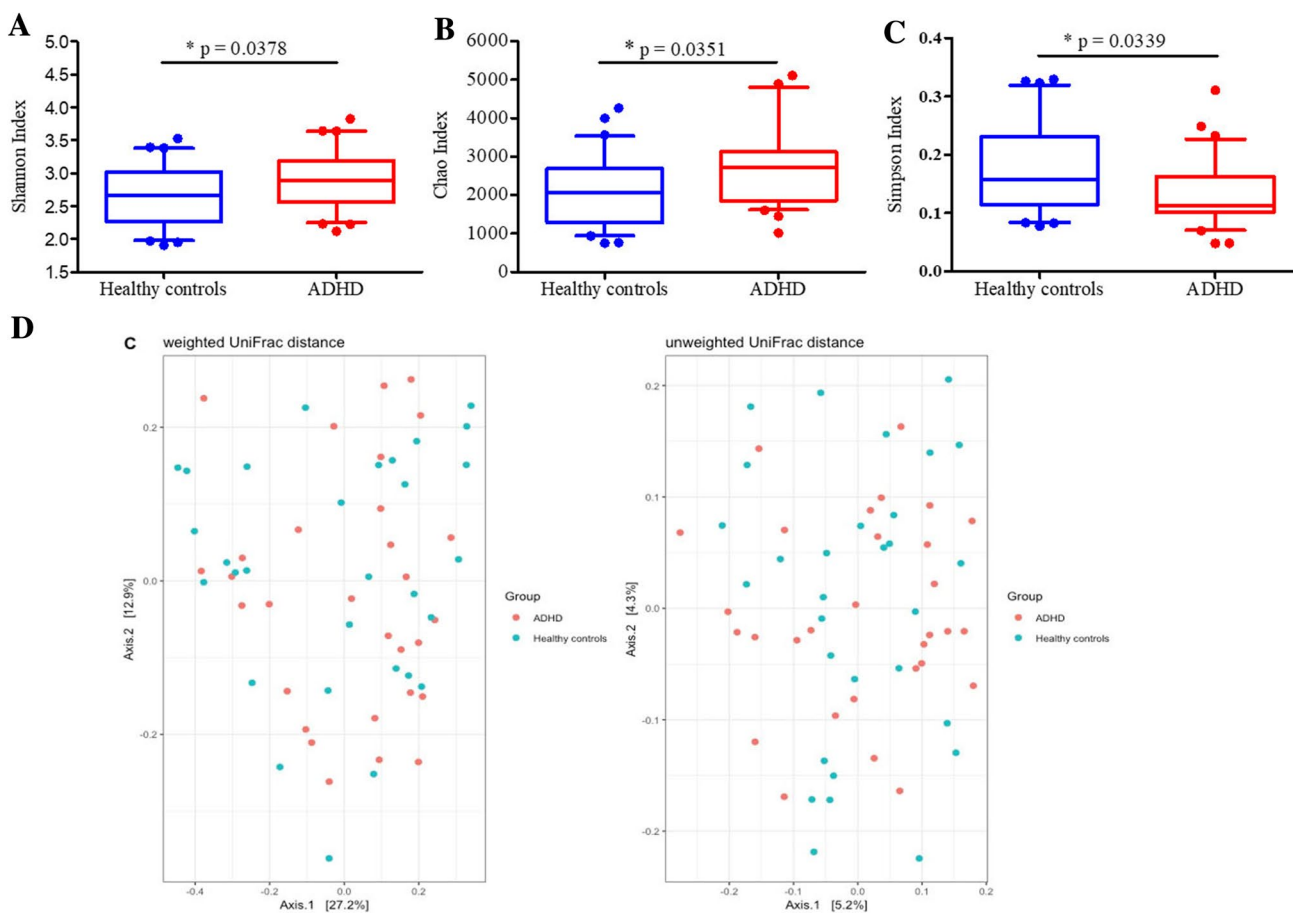 A
Shannon Index
5.0
4.5
4.0
3.5
3.0
2.5
2.0
1.5
* p = 0.0378
Healthy controls
ADHD
B
Chao Index
6000
5000
4000
3000
2000
1000
0
* p = 0.0351
Healthy controls
ADHD
C
Simpson Index
0.4
0.3
0.2
0.1
0.0
* p = 0.0339
Healthy controls
ADHD
D
C weighted UniFrac distance
Axis.2 [12.9%]
0.2
0.0
-0.2
-0.4
-0.2
0.0
0.2
Axis.1 [27.2%]
Group
ADHD
Healthy controls
unweighted UniFrac distance
Axis.2 [4.3%]
0.2
0.1
0.0
-0.1
-0.2
-0.2
-0.1
0.0
0.1
0.2
Axis.1 [5.2%]
Group
ADHD
Healthy controls